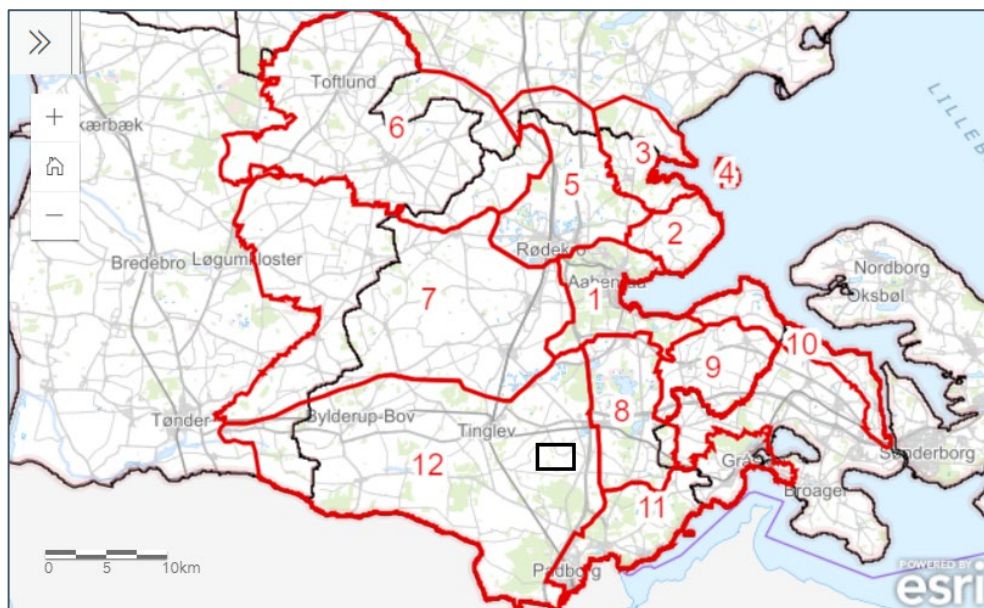 Toftlund
LILLEB
kærbæk
6
3
4
5
2
Rødekro
Bredebro
Løgumkloster
Nordborg
Oksbøl
Aabenraa
7
1
10
9
Tønder
Bylderup-Bov
8
Tinglev
Sønderborg
12
Grås
Broager
11
0 5 10km
Padborg
POWERED BY
esri